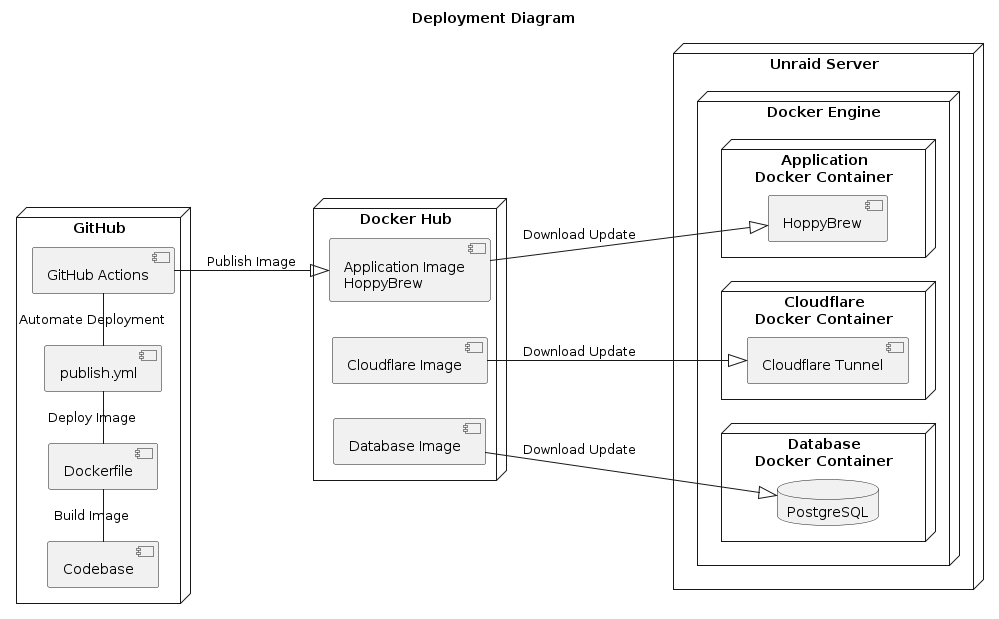 Deployment Diagram
GitHub
GitHub Actions
Automate Deployment
publish.yml
Deploy Image
Dockerfile
Build Image
Codebase
Publish Image
Docker Hub
Application Image
HoppyBrew
Cloudflare Image
Database Image
Download Update
Download Update
Download Update
Unraid Server
Docker Engine
Application
Docker Container
HoppyBrew
Cloudflare
Docker Container
Cloudflare Tunnel
Database
Docker Container
PostgreSQL